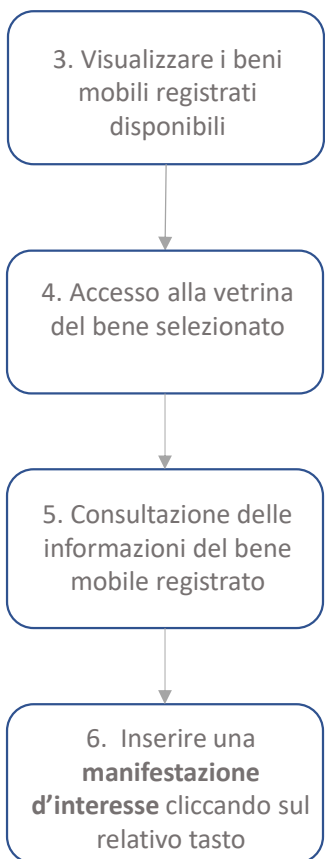 3. Visualizzare i beni
mobili registrati
disponibili
4. Accesso alla vetrina
del bene selezionato
5. Consultazione delle
informazioni del bene
mobile registrato
6. Inserire una
manifestazione
d’interesse cliccando sul
relativo tasto